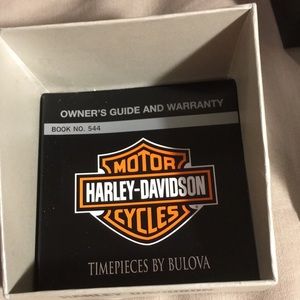 OWNER'S GUIDE AND WARRANTY
BOOK NO. 544
MOTOR
HARLEY-DAVIDSON
CYCLES
TIMEPIECES BY BULOVA